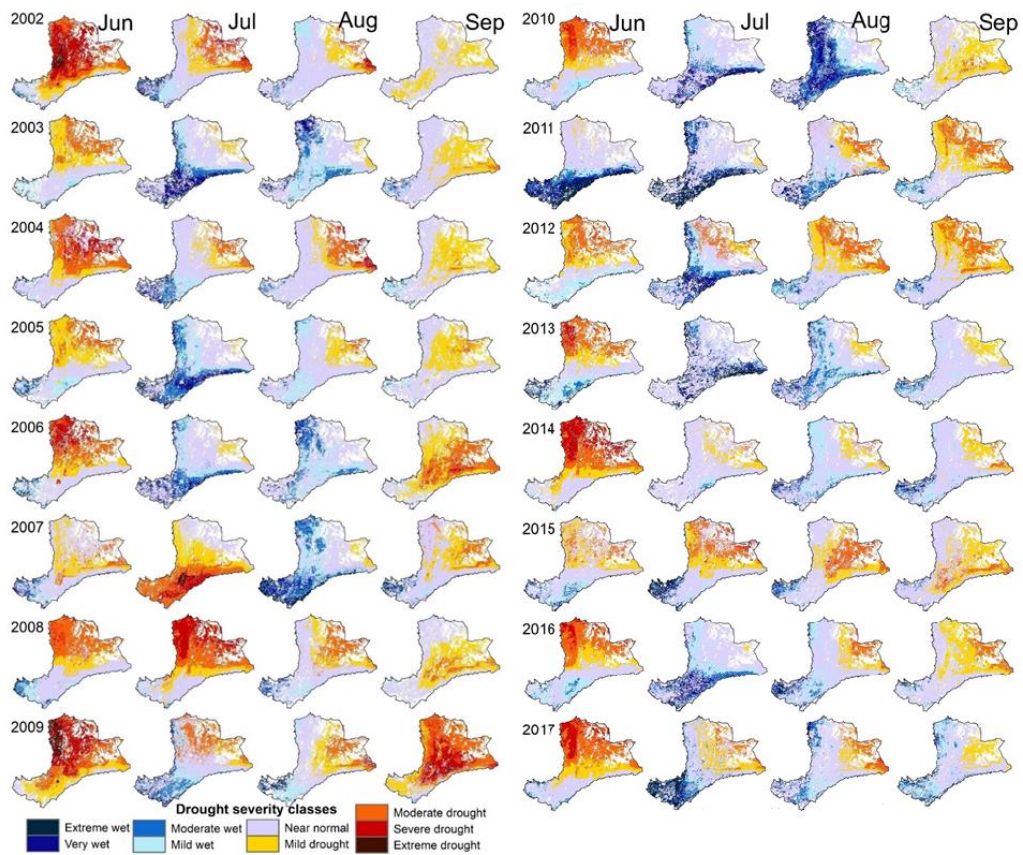 2002 Jun Jul Aug Sep 2010 Jun Jul Aug Sep
2003 2011
2004 2012
2005 2013
2006 2014
2007 2015
2008 2016
2009 2017
Drought severity classes
Extreme wet Moderate wet Near normal Moderate drought
Very wet Mild wet Mild drought Severe drought
Extreme drought